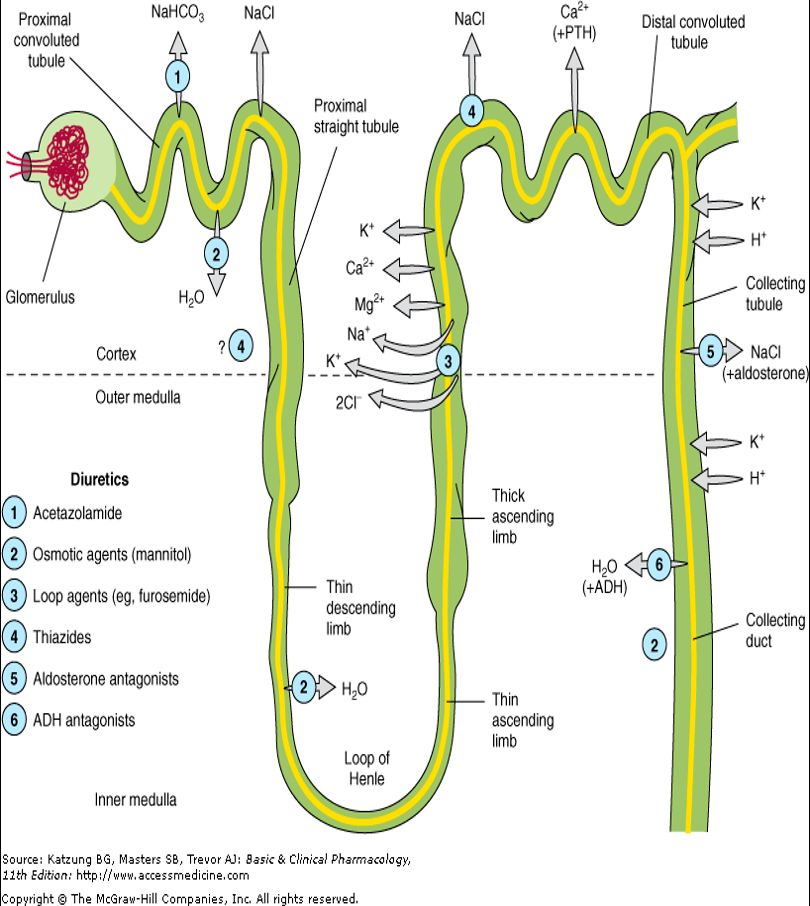 Proximal
convoluted
tubule
NaHCO₃
NaCl
NaCl
Ca²⁺
(+PTH)
Distal convoluted
tubule
1
4
Proximal
straight tubule
K⁺
H⁺
K⁺
Ca²⁺
Mg²⁺
Na⁺
K⁺
2Cl⁻
3
2
H₂O
Glomerulus
? 4
Collecting
tubule
5
NaCl
(+aldosterone)
Cortex
Outer medulla
K⁺
H⁺
Diuretics
1 Acetazolamide
2 Osmotic agents (mannitol)
3 Loop agents (eg, furosemide)
4 Thiazides
5 Aldosterone antagonists
6 ADH antagonists
Thick
ascending
limb
H₂O
(+ADH)
6
Thin
descending
limb
2
Collecting
duct
2 H₂O
Thin
ascending
limb
Loop of
Henle
Inner medulla
Source: Katzung BG, Masters SB, Trevor AJ: Basic & Clinical Pharmacology,
11th Edition: http://www.accessmedicine.com
Copyright © The McGraw-Hill Companies, Inc. All rights reserved.